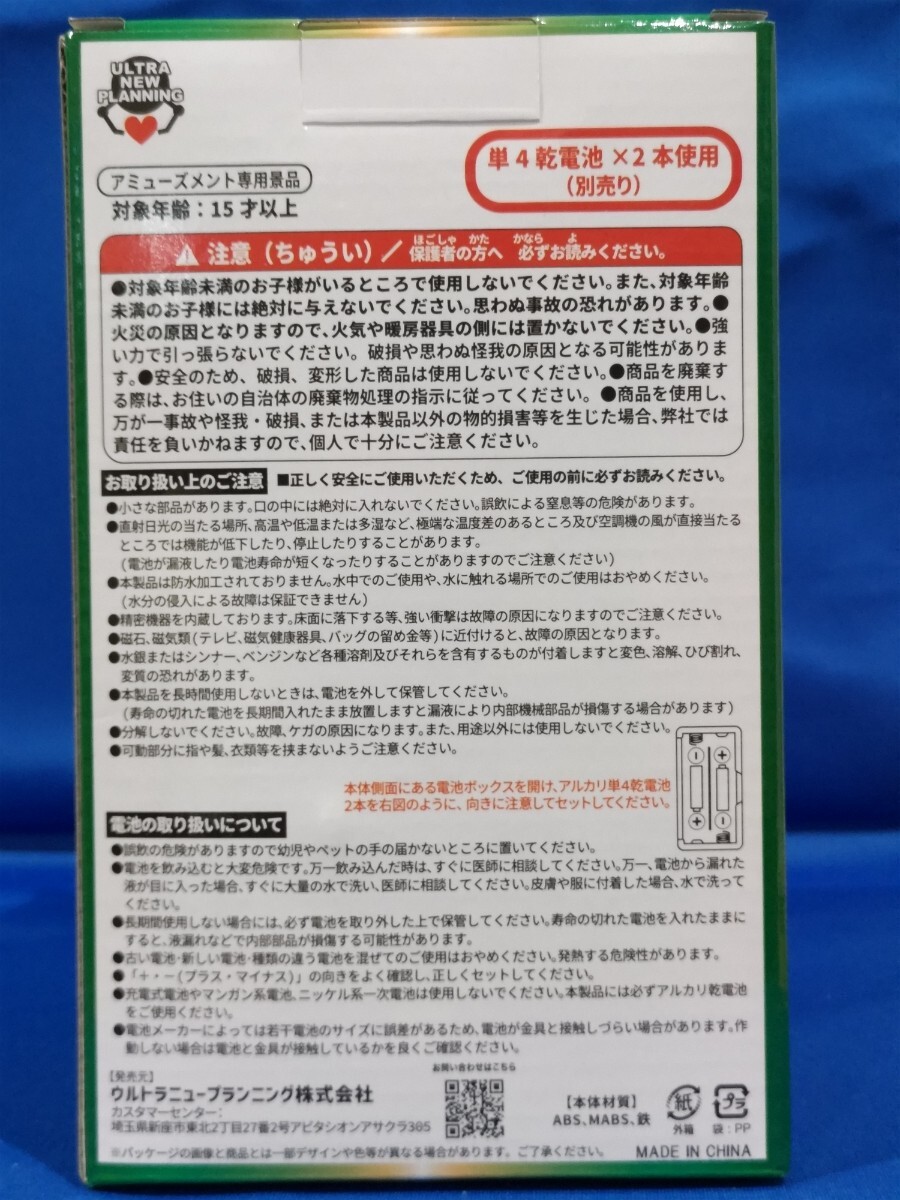 ULTRA
NEW
PLANNING
単4乾電池×2本使用
(別売り)
アミューズメント専用景品
対象年齢：15才以上
注意（ちゅうい）／保護者の方へ 必ずお読みください。
ほごしゃ かた かなら よ
●対象年齢未満のお子様がいるところで使用しないでください。また、対象年齢
未満のお子様には絶対に与えないでください。思わぬ事故の恐れがあります。●
火災の原因となりますので、火気や暖房器具の側には置かないでください。●強
い力で引っ張らないでください。破損や思わぬ怪我の原因となる可能性がありま
す。●安全のため、破損、変形した商品は使用しないでください。●商品を廃棄す
る際は、お住いの自治体の廃棄物処理の指示に従ってください。●商品を使用し、
万が一事故や怪我・破損、または本製品以外の物的損害等を生じた場合、弊社では
責任を負いかねますので、個人で十分にご注意ください。
お取り扱い上のご注意 ■正しく安全にご使用いただくため、ご使用の前に必ずお読みください。
●小さな部品があります。口の中には絶対に入れないでください。誤飲による窒息等の危険があります。
●直射日光の当たる場所、高温や低温または多湿など、極端な温度差のあるところ及び空調機の風が直接当たる
ところでは機能が低下したり、停止したりすることがあります。
(電池が漏液したり電池寿命が短くなったりすることがありますのでご注意ください)
●本製品は防水加工されておりません。水中でのご使用や、水に触れる場所でのご使用はおやめください。
(水分の侵入による故障は保証できません)
●精密機器を内蔵しております。床面に落下する等、強い衝撃は故障の原因になりますのでご注意ください。
●磁石、磁気類(テレビ、磁気健康器具、バッグの留め金等)に近付けると、故障の原因となります。
●水銀またはシンナー、ベンジンなど各種溶剤及びそれらを含有するものが付着しますと変色、溶解、ひび割れ、
変質の恐れがあります。
●本製品を長時間使用しないときは、電池を外して保管してください。
(寿命の切れた電池を長期間入れたまま放置しますと漏液により内部機械部品が損傷する場合があります)
●分解しないでください。故障、ケガの原因になります。また、用途以外には使用しないでください。
●可動部分に指や髪、衣類等を挟まないようご注意ください。
本体側面にある電池ボックスを開け、アルカリ単4乾電池
2本を右図のように、向きに注意してセットしてください。
電池の取り扱いについて
●誤飲の危険がありますので幼児やペットの手の届かないところに置いてください。
●電池を飲み込むと大変危険です。万一飲み込んだ時は、すぐに医師に相談してください。万一、電池から漏れた
液が目に入った場合、すぐに大量の水で洗い、医師に相談してください。皮膚や服に付着した場合、水で洗って
ください。
●長期間使用しない場合には、必ず電池を取り外した上で保管してください。寿命の切れた電池を入れたままに
すると、液漏れなどで内部部品が損傷する可能性があります。
●古い電池・新しい電池・種類の違う電池を混ぜてのご使用はおやめください。発熱する危険性があります。
●「＋・－(プラス・マイナス)」の向きをよく確認し、正しくセットしてください。
●充電式電池やマンガン系電池、ニッケル系一次電池は使用しないでください。本製品には必ずアルカリ乾電池
をご使用ください。
●電池メーカーによっては若干電池のサイズに誤差があるため、電池が金具と接触しづらい場合があります。作
動しない場合は電池と金具が接触しているかを良くご確認ください。
【発売元】
ウルトラニュープランニング株式会社
カスタマーセンター：
埼玉県新座市東北2丁目27番2号アビタシオンアサクラ305
お問い合わせはこちら
【本体材質】
ABS、MABS、鉄
紙
外箱
プラ
袋：PP
※パッケージの画像と商品とは一部デザインや色等が異なる場合があります。ご了承ください。
MADE IN CHINA